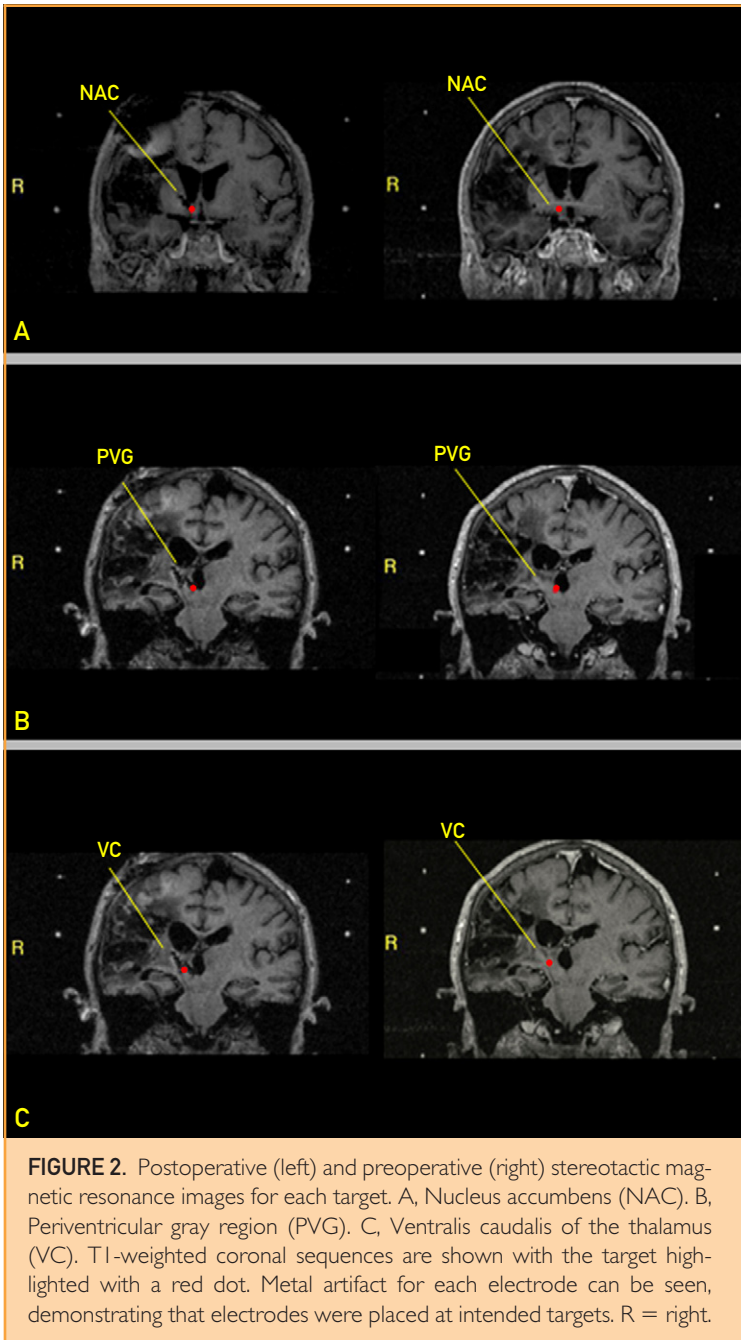 NAC
NAC
R
R
A
PVG
PVG
R
R
B
VC
VC
R
R
C
FIGURE 2. Postoperative (left) and preoperative (right) stereotactic mag-
netic resonance images for each target. A, Nucleus accumbens (NAC). B,
Periventricular gray region (PVG). C, Ventralis caudalis of the thalamus
(VC). T1-weighted coronal sequences are shown with the target high-
lighted with a red dot. Metal artifact for each electrode can be seen,
demonstrating that electrodes were placed at intended targets. R = right.